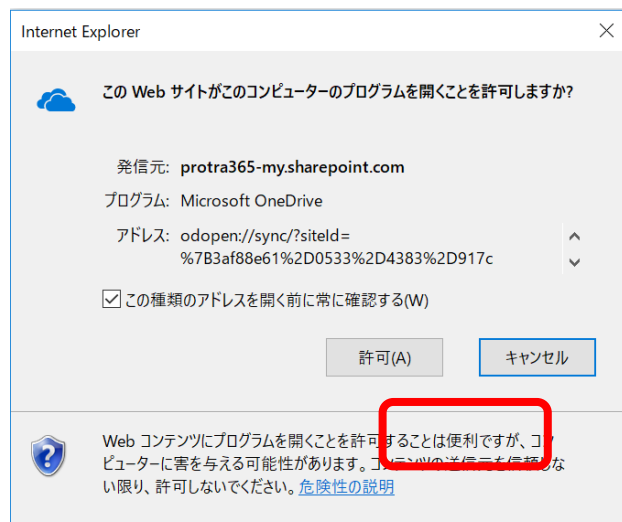 Internet Explorer
この Web サイトがこのコンピューターのプログラムを開くことを許可しますか?
発信元: protra365-my.sharepoint.com
プログラム: Microsoft OneDrive
アドレス: odopen://sync/?siteId=
%7B3af88e61%2D0533%2D4383%2D917c
この種類のアドレスを開く前に常に確認する(W)
許可(A)
キャンセル
Web コンテンツにプログラムを開くことを許可することは便利ですが、コン
ピューターに害を与える可能性があります。コンテンツの送信元を信頼しな
い限り、許可しないでください。危険性の説明